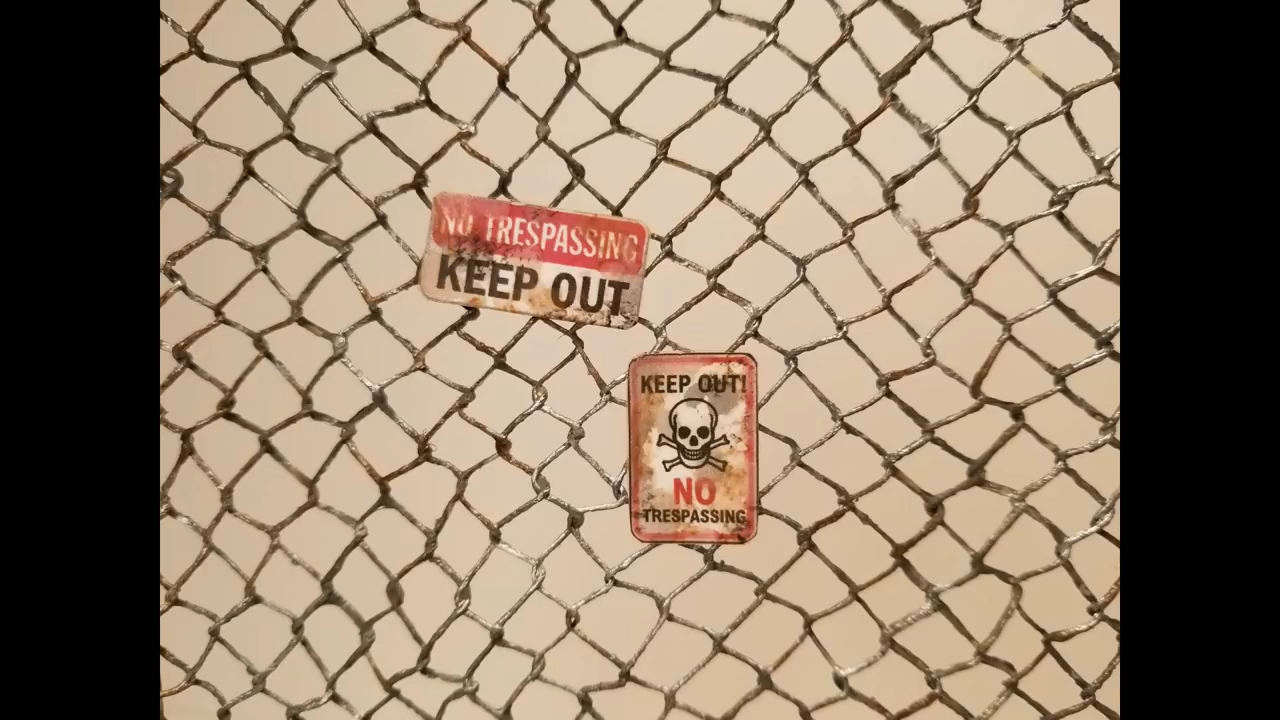 NO TRESPASSING
KEEP OUT
KEEP OUT!
NO
TRESPASSING